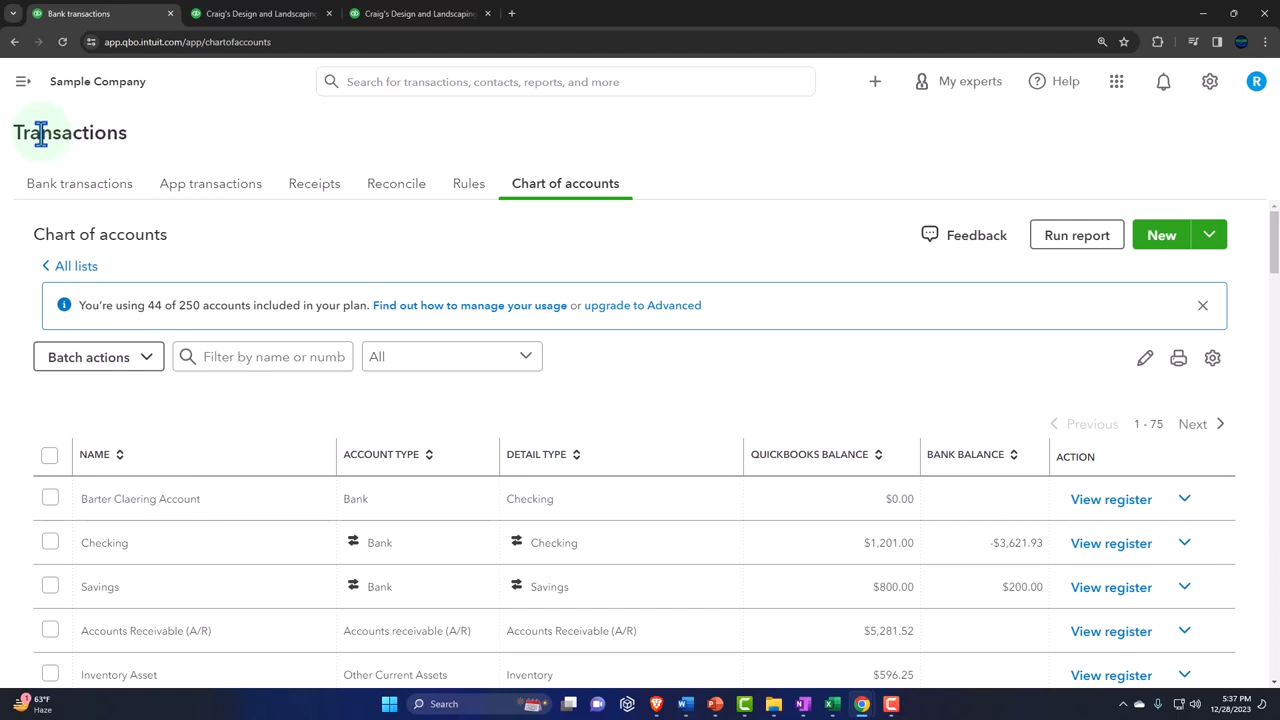 Bank transactions
Craig's Design and Landscaping
Craig's Design and Landscaping
app.qbo.intuit.com/app/chartofaccounts
Sample Company
Search for transactions, contacts, reports, and more
My experts
Help
R
Transactions
Bank transactions
App transactions
Receipts
Reconcile
Rules
Chart of accounts
Chart of accounts
Feedback
Run report
New
All lists
You're using 44 of 250 accounts included in your plan. Find out how to manage your usage or upgrade to Advanced
Batch actions
Filter by name or numb
All
Previous 1 - 75 Next
NAME ACCOUNT TYPE DETAIL TYPE QUICKBOOKS BALANCE BANK BALANCE ACTION
Barter Claering Account Bank Checking $0.00 View register
Checking Bank Checking $1,201.00 -$3,621.93 View register
Savings Bank Savings $800.00 $200.00 View register
Accounts Receivable (A/R) Accounts receivable (A/R) Accounts Receivable (A/R) $5,281.52 View register
Inventory Asset Other Current Assets Inventory $596.25 View register
1
63°F
Haze
Search
5:37 PM
12/28/2023